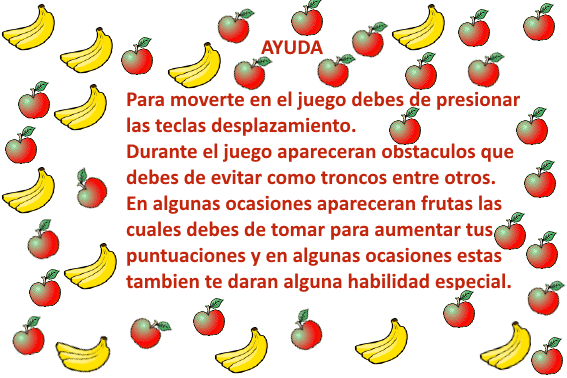 AYUDA
Para moverte en el juego debes de presionar
las teclas desplazamiento.
Durante el juego apareceran obstaculos que
debes de evitar como troncos entre otros.
En algunas ocasiones apareceran frutas las
cuales debes de tomar para aumentar tus
puntuaciones y en algunas ocasiones estas
tambien te daran alguna habilidad especial.